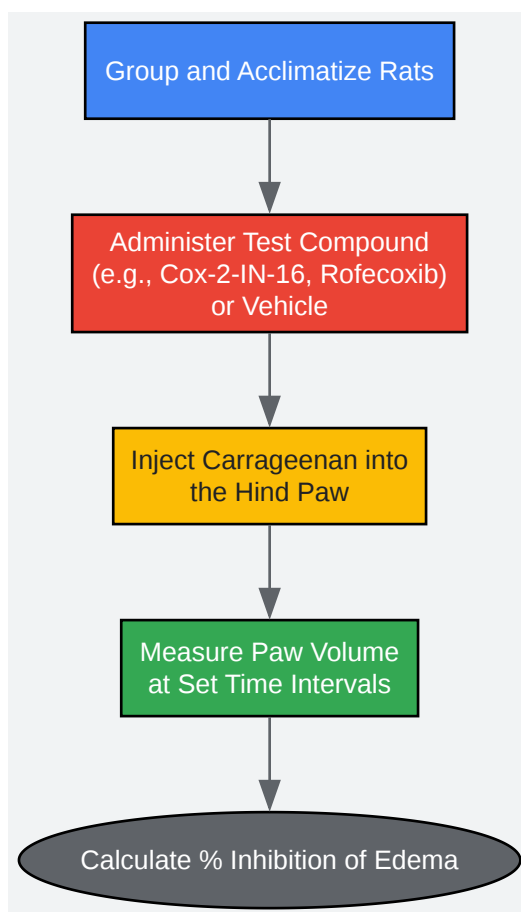 Group and Acclimatize Rats
Administer Test Compound
(e.g., Cox-2-IN-16, Rofecoxib)
or Vehicle
Inject Carrageenan into
the Hind Paw
Measure Paw Volume
at Set Time Intervals
Calculate % Inhibition of Edema